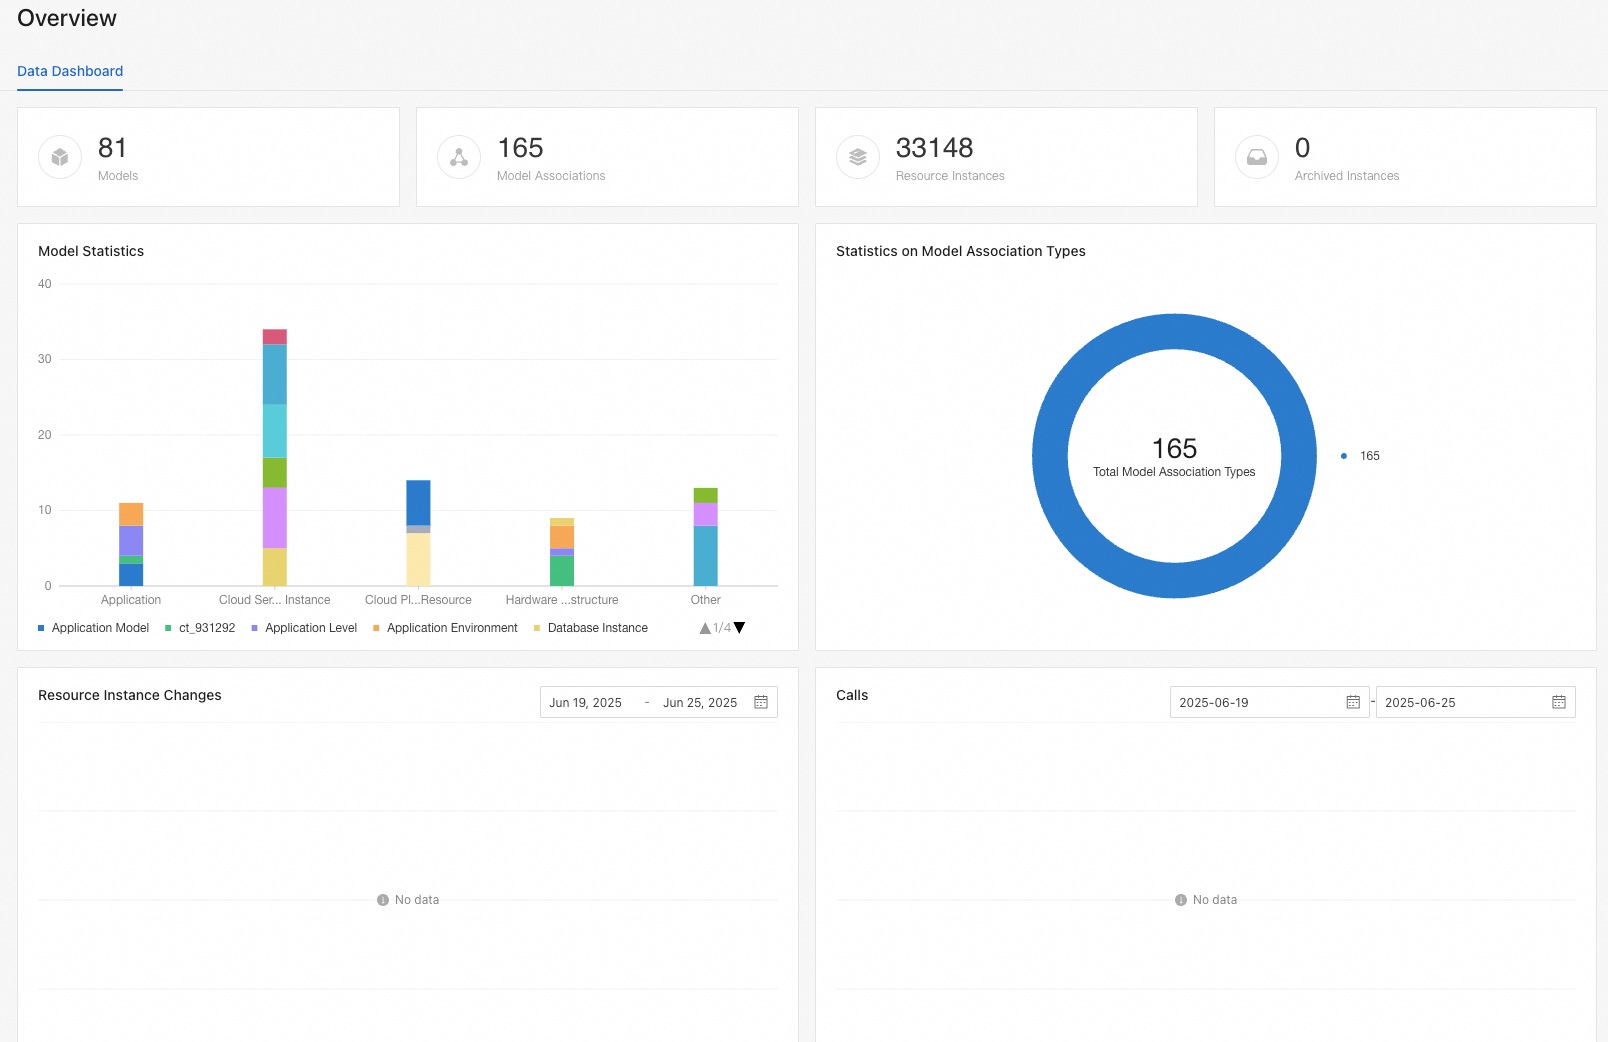 Overview
Data Dashboard
81
Models
165
Model Associations
33148
Resource Instances
0
Archived Instances
Model Statistics
40
30
20
10
0
Application
Cloud Ser... Instance
Cloud Pl...Resource
Hardware ...structure
Other
Application Model
ct_931292
Application Level
Application Environment
Database Instance
1/4
Statistics on Model Association Types
165
Total Model Association Types
165
Resource Instance Changes
Jun 19, 2025 - Jun 25, 2025
No data
Calls
2025-06-19 - 2025-06-25
No data